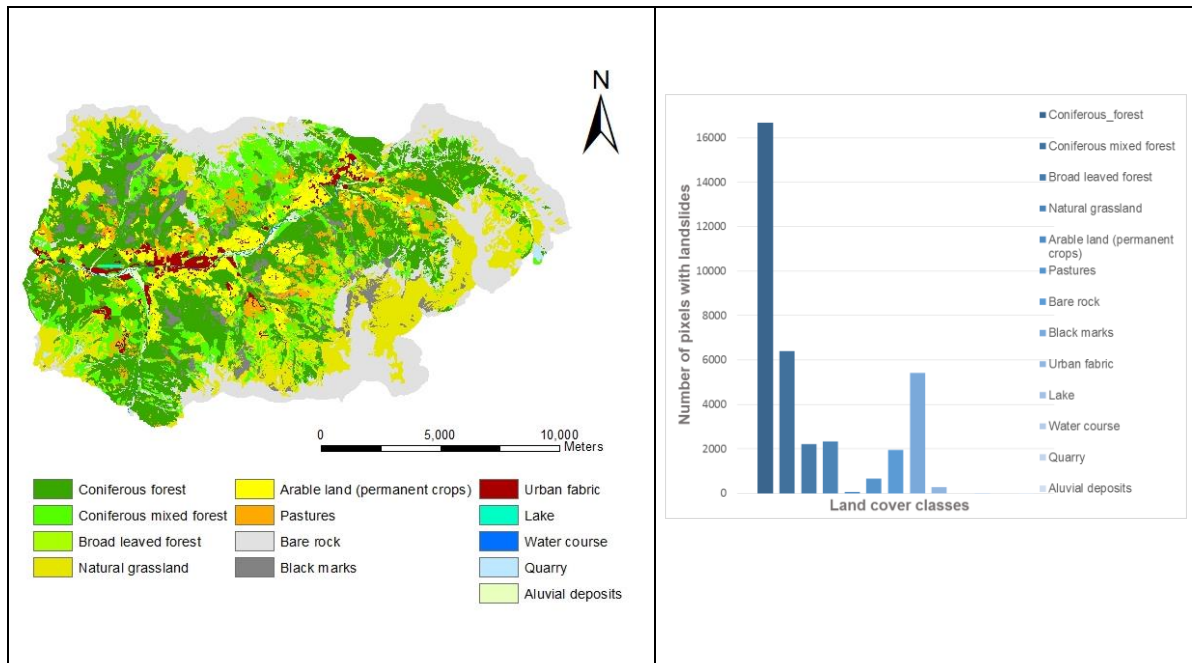 N
0 5,000 10,000
Meters
Coniferous forest
Coniferous mixed forest
Broad leaved forest
Natural grassland
Arable land (permanent crops)
Pastures
Bare rock
Black marks
Urban fabric
Lake
Water course
Quarry
Aluvial deposits
Number of pixels with landslides
16000
14000
12000
10000
8000
6000
4000
2000
0
Land cover classes
Coniferous_forest
Coniferous mixed forest
Broad leaved forest
Natural grassland
Arable land (permanent
crops)
Pastures
Bare rock
Black marks
Urban fabric
Lake
Water course
Quarry
Aluvial deposits